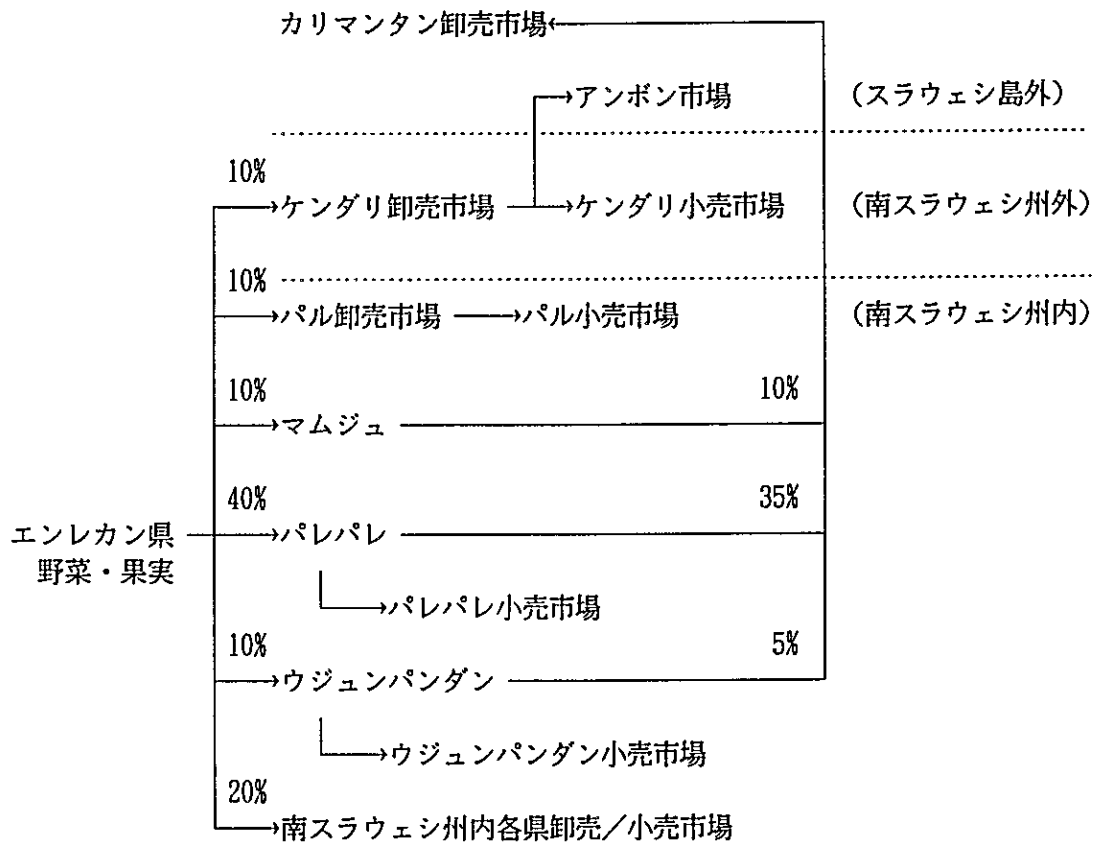 カリマンタン卸売市場
アンボン市場 (スラウェシ島外)
10%
ケンダリ卸売市場 ケンダリ小売市場 (南スラウェシ州外)
10%
パル卸売市場 パル小売市場 (南スラウェシ州内)
10% 10%
マムジュ
40% 35%
エンレカン県 パレパレ
野菜・果実
パレパレ小売市場
10% 5%
ウジュンパンダン
ウジュンパンダン小売市場
20%
南スラウェシ州内各県卸売／小売市場